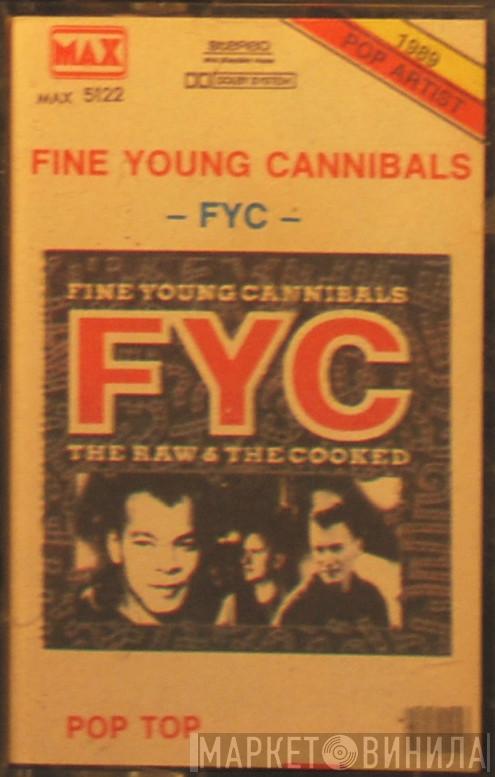 MAX
MAX 5122
STEREO
DOLBY SYSTEM
1989
POP ARTIST
FINE YOUNG CANNIBALS
- FYC -
FINE YOUNG CANNIBALS
FYC
THE RAW & THE COOKED
POP TOP
МАРКЕТ ВИНИЛА